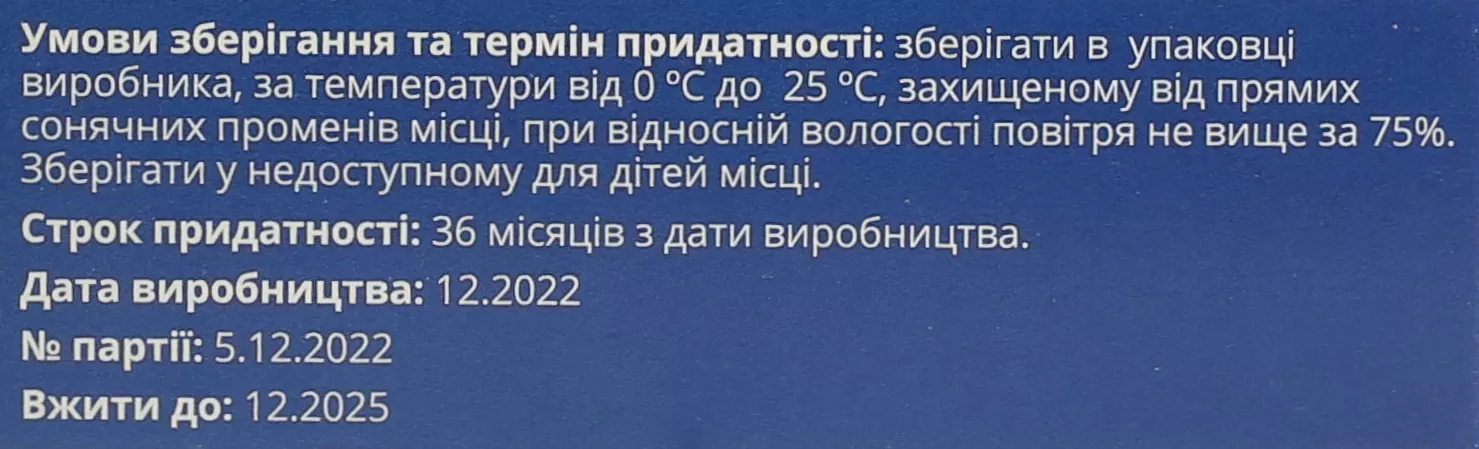 Умови зберігання та термін придатності: зберігати в упаковці
виробника, за температури від 0 ºС до 25 ºС, захищеному від прямих
сонячних променів місці, при відносній вологості повітря не вище за 75%.
Зберігати у недоступному для дітей місці.
Строк придатності: 36 місяців з дати виробництва.
Дата виробництва: 12.2022
№ партії: 5.12.2022
Вжити до: 12.2025